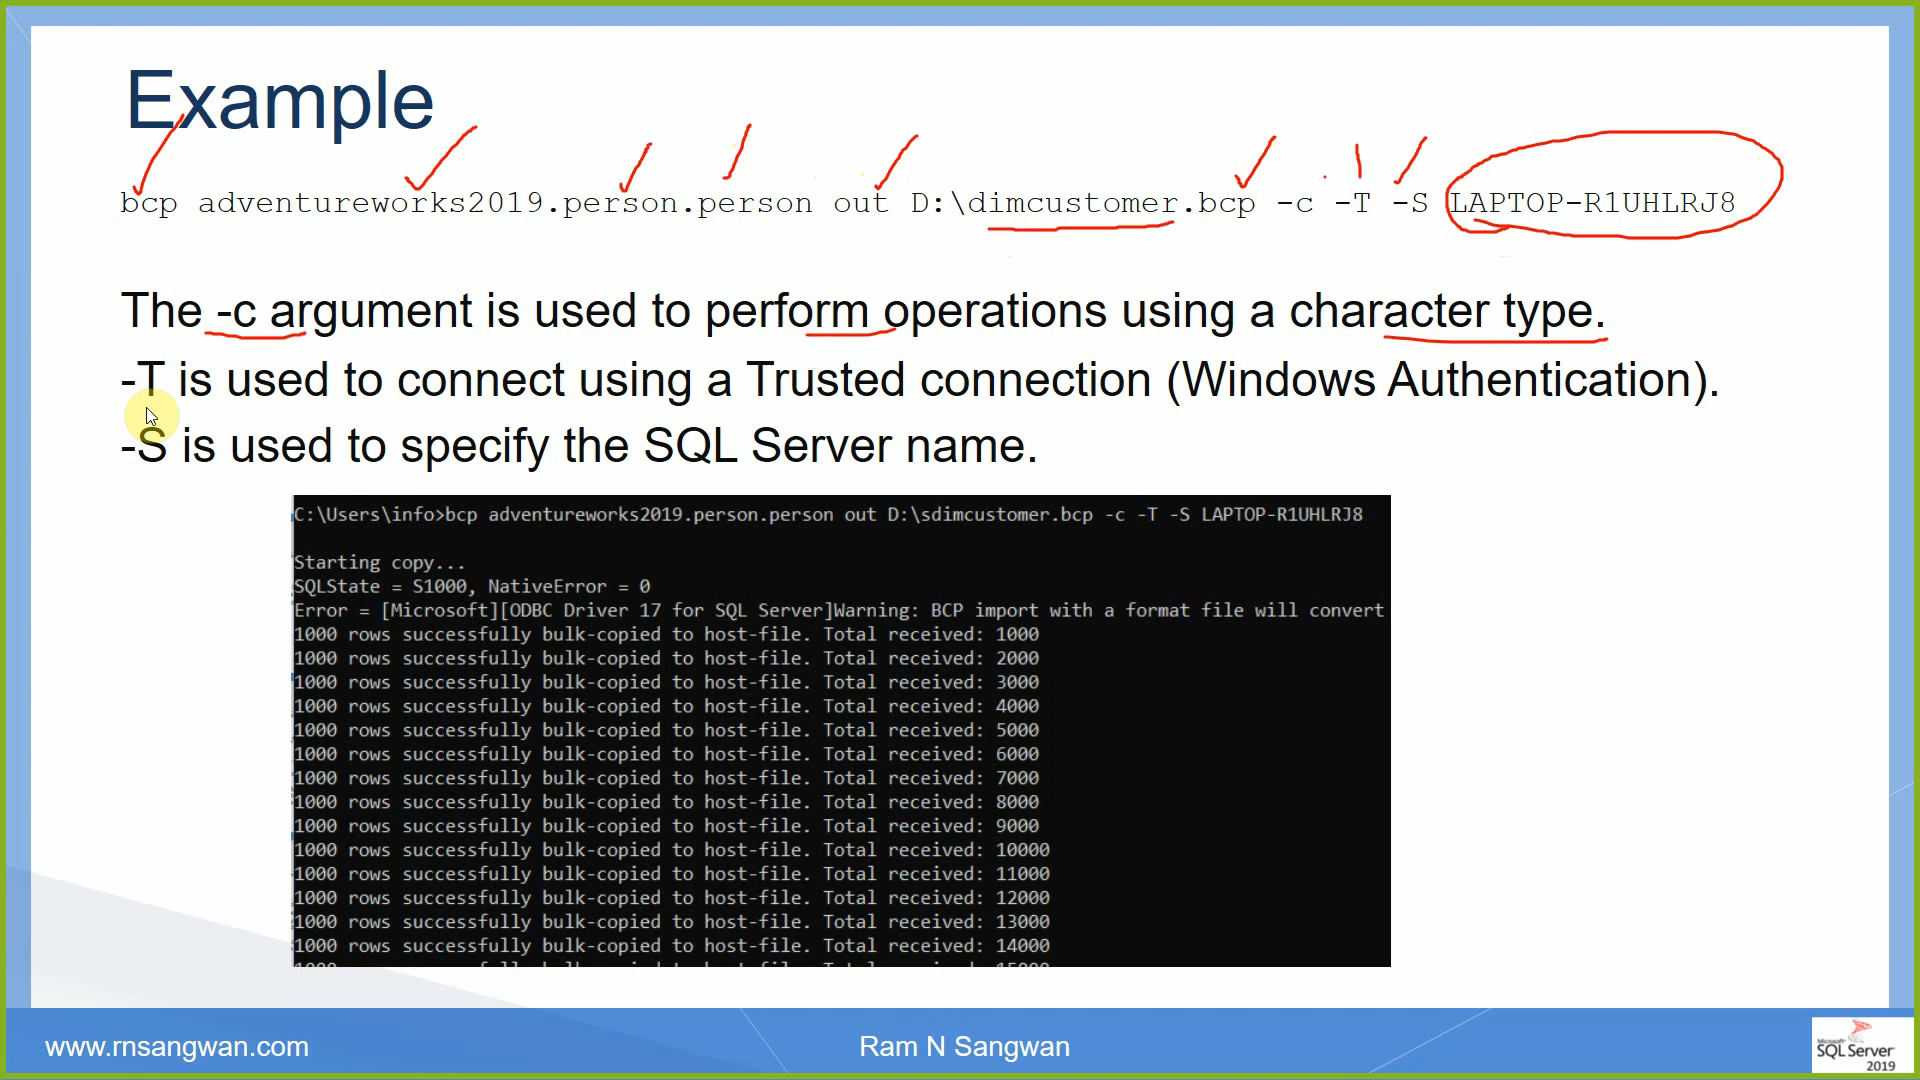 Example
bcp adventureworks2019.person.person out D:\dimcustomer.bcp -c -T -S LAPTOP-R1UHLRJ8
The -c argument is used to perform operations using a character type.
-T is used to connect using a Trusted connection (Windows Authentication).
-S is used to specify the SQL Server name.
C:\Users\info>bcp adventureworks2019.person.person out D:\sdimcustomer.bcp -c -T -S LAPTOP-R1UHLRJ8
Starting copy...
SQLState = S1000, NativeError = 0
Error = [Microsoft][ODBC Driver 17 for SQL Server]Warning: BCP import with a format file will convert
1000 rows successfully bulk-copied to host-file. Total received: 1000
1000 rows successfully bulk-copied to host-file. Total received: 2000
1000 rows successfully bulk-copied to host-file. Total received: 3000
1000 rows successfully bulk-copied to host-file. Total received: 4000
1000 rows successfully bulk-copied to host-file. Total received: 5000
1000 rows successfully bulk-copied to host-file. Total received: 6000
1000 rows successfully bulk-copied to host-file. Total received: 7000
1000 rows successfully bulk-copied to host-file. Total received: 8000
1000 rows successfully bulk-copied to host-file. Total received: 9000
1000 rows successfully bulk-copied to host-file. Total received: 10000
1000 rows successfully bulk-copied to host-file. Total received: 11000
1000 rows successfully bulk-copied to host-file. Total received: 12000
1000 rows successfully bulk-copied to host-file. Total received: 13000
1000 rows successfully bulk-copied to host-file. Total received: 14000
www.rnsangwan.com
Ram N Sangwan
Microsoft
SQL Server
2019